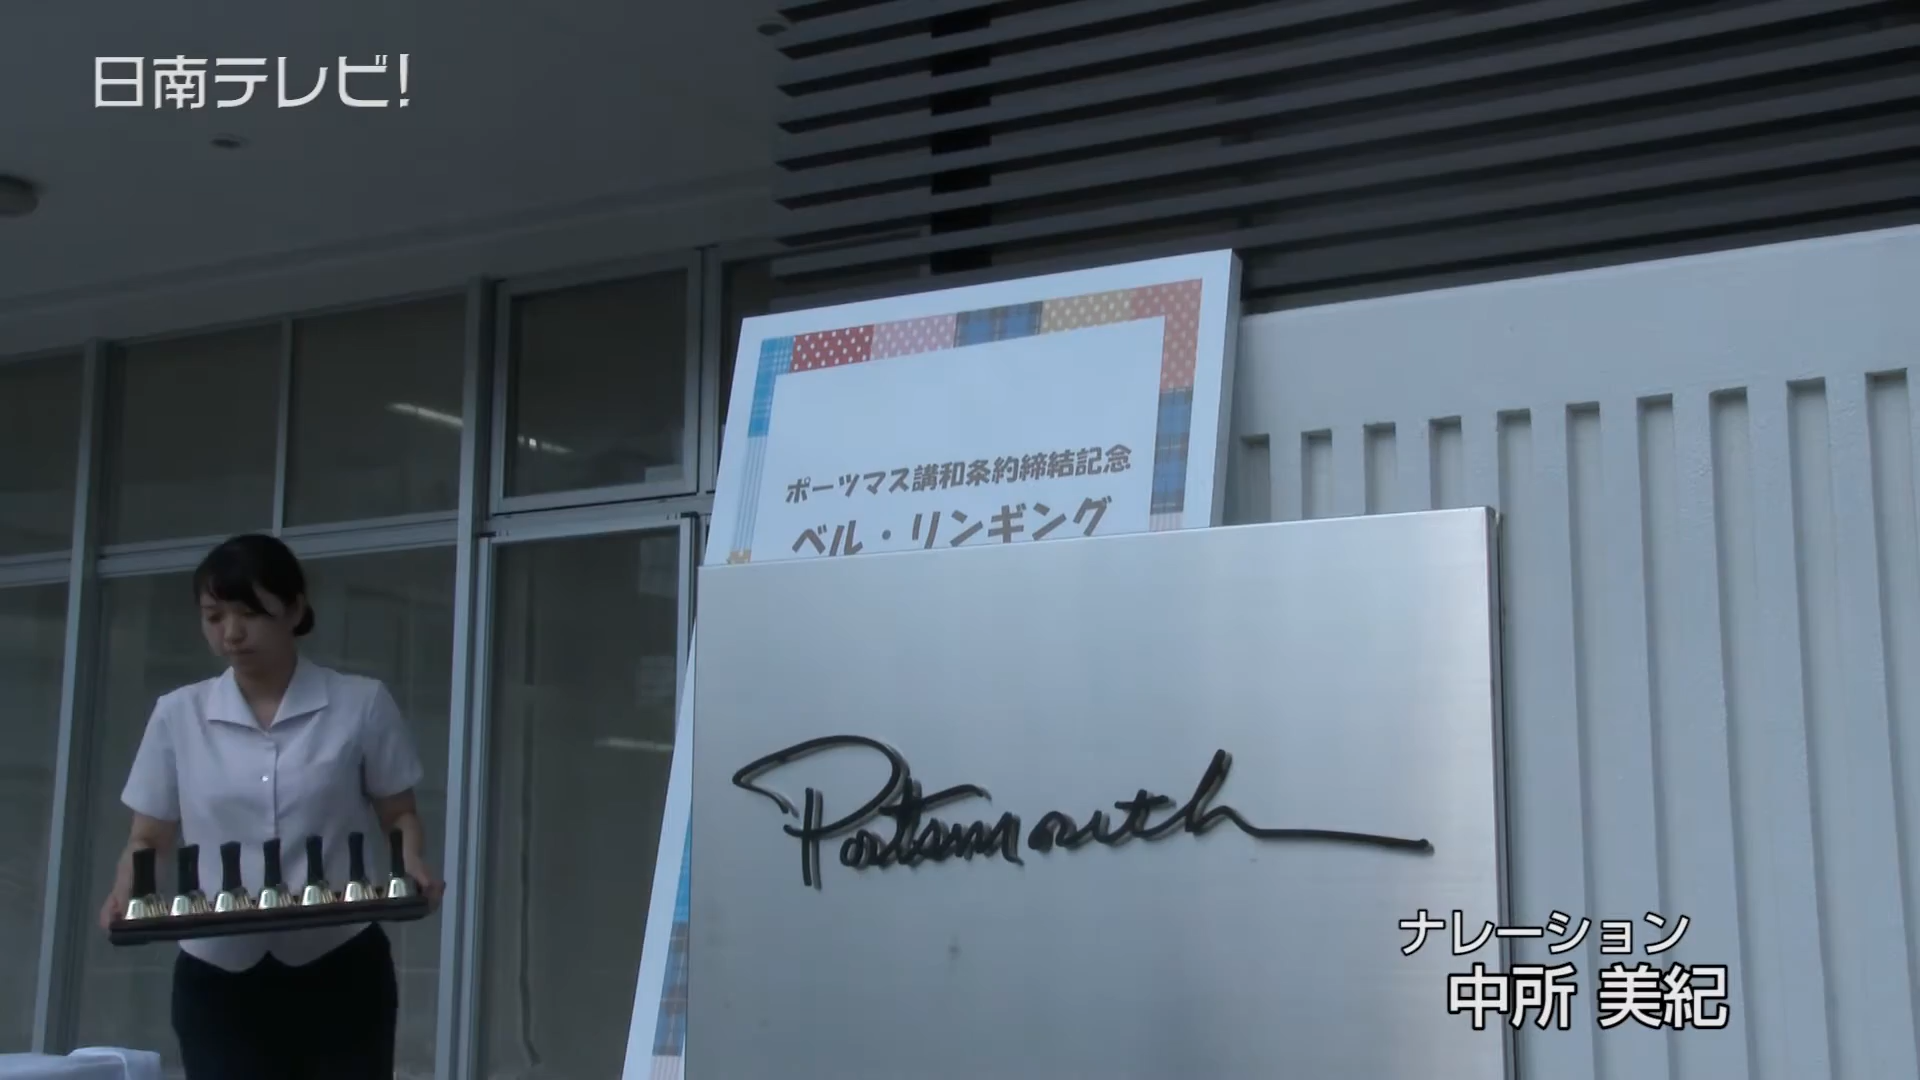 日南テレビ!
ポーツマス講和条約締結記念
ベル・リンギング
Portsmouth
ナレーション
中所 美紀